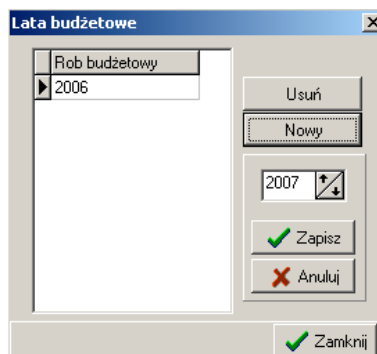 Lata budżetowe
Rob budżetowy
2006
Usuń
Nowy
2007
Zapisz
Anuluj
Zamknij